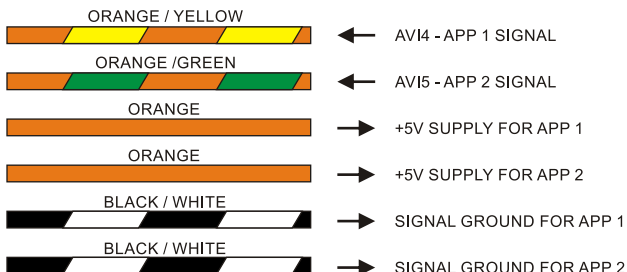 ORANGE / YELLOW
AVI4 - APP 1 SIGNAL
ORANGE /GREEN
AVI5 - APP 2 SIGNAL
ORANGE
+5V SUPPLY FOR APP 1
ORANGE
+5V SUPPLY FOR APP 2
BLACK / WHITE
SIGNAL GROUND FOR APP 1
BLACK / WHITE
SIGNAL GROUND FOR APP 2